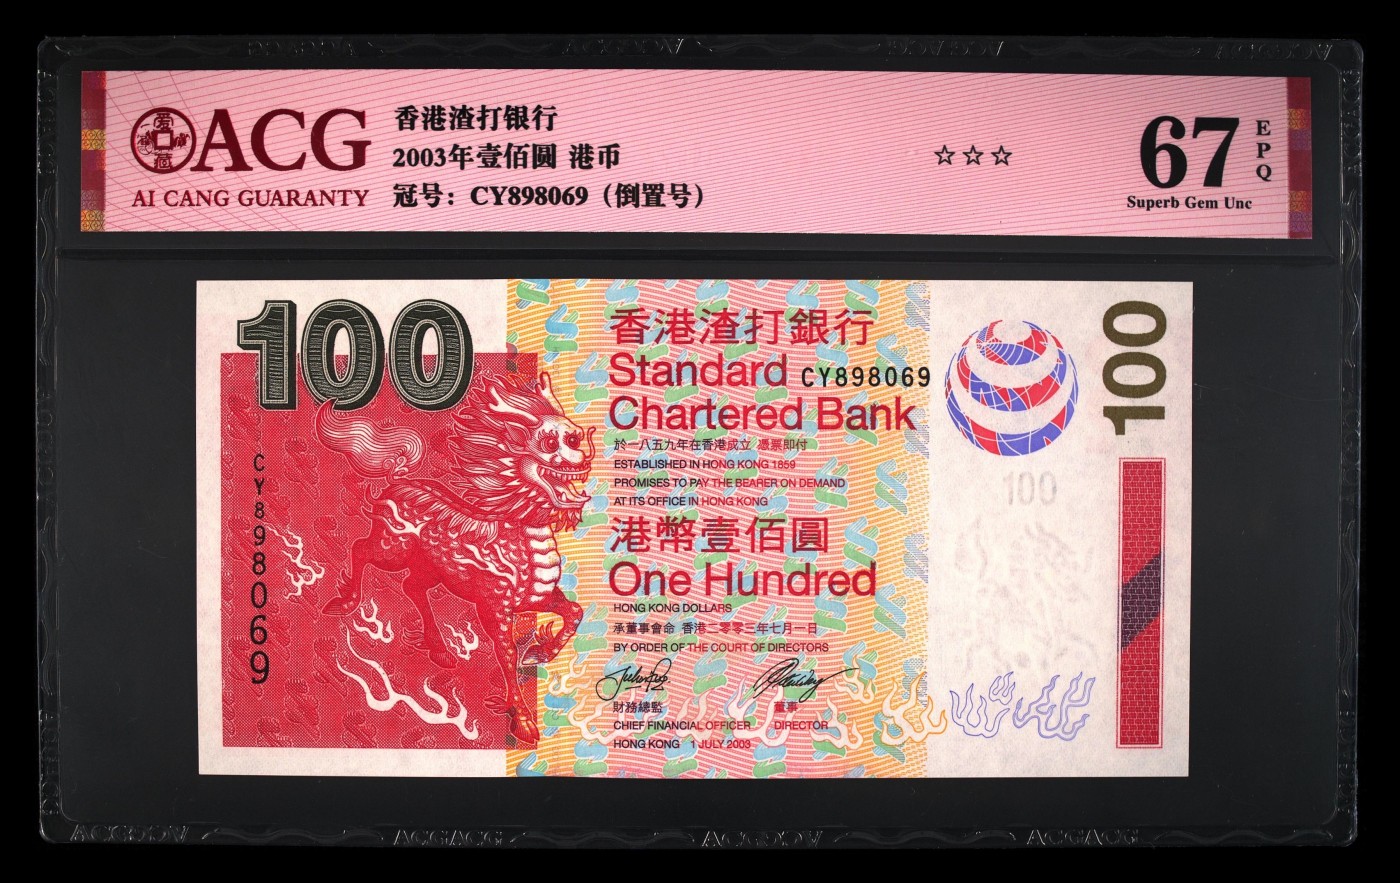 ACG
AI CANG GUARANTY
香港渣打银行
2003年壹佰圆 港币
冠号：CY898069（倒置号）
☆☆☆
67
EPQ
Superb Gem Unc
100
香港渣打銀行
Standard
CY898069
Chartered Bank
於一八五九年在香港成立 憑票即付
ESTABLISHED IN HONG KONG 1859
PROMISES TO PAY THE BEARER ON DEMAND
AT ITS OFFICE IN HONG KONG
港幣壹佰圓
One Hundred
HONG KONG DOLLARS
承董事會命 香港二零零三年七月一日
BY ORDER OF THE COURT OF DIRECTORS
財務總監 董事
CHIEF FINANCIAL OFFICER DIRECTOR
HONG KONG 1 JULY 2003
CY898069
100
100
ACGACG
ACGACG